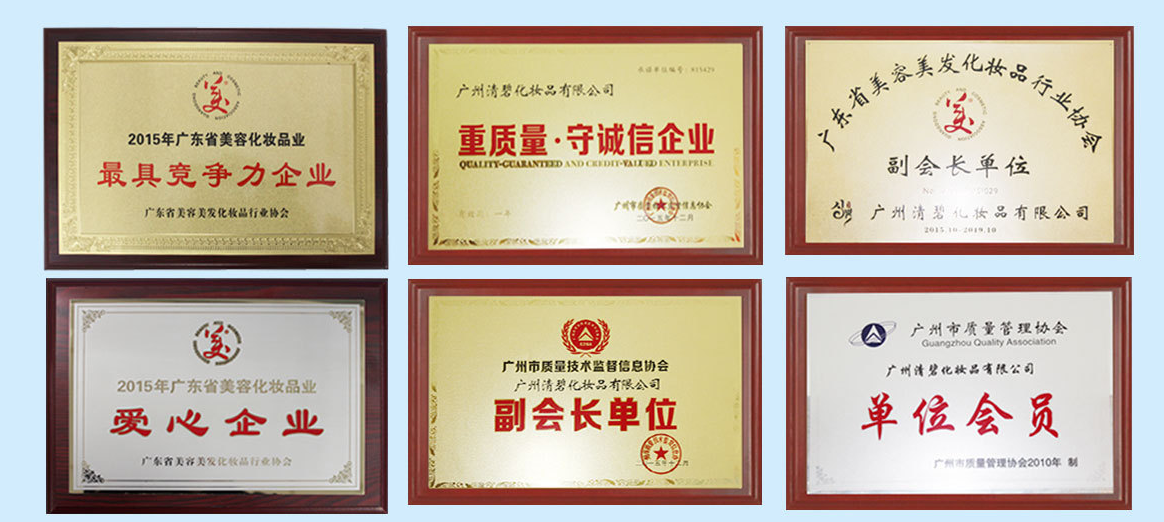 2015年广东省美容化妆品业
最具竞争力企业
广东省美容美发化妆品行业协会
广州清碧化妆品有限公司
重质量·守诚信企业
QUALITY-GUARANTEED AND CREDIT-VALUED ENTERPRISE
二〇一五年十二月
广东省美容美发化妆品行业协会
副会长单位
广州清碧化妆品有限公司
2015.10-2019.10
2015年广东省美容化妆品业
爱心企业
广东省美容美发化妆品行业协会
广州市质量技术监督信息协会
广州清碧化妆品有限公司
副会长单位
广州市质量管理协会
Guangzhou Quality Association
广州清碧化妆品有限公司
单位会员
广州市质量管理协会2010年 制